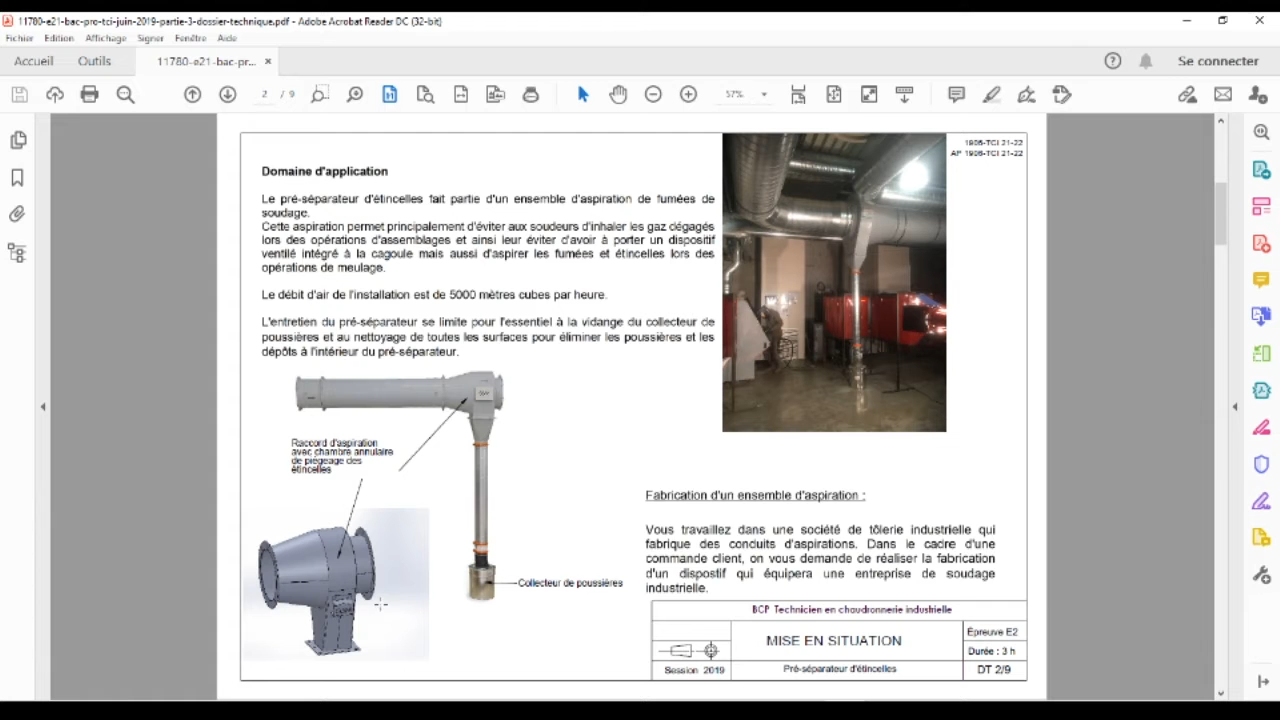 11780-e21-bac-pro-tci-juin-2019-partie-3-dossier-technique.pdf - Adobe Acrobat Reader DC (32-bit)
Fichier Edition Affichage Signer Fenêtre Aide
Accueil Outils 11780-e21-bac-pr... × Se connecter
2 / 9 57%
1906-TCI 21-22
AP 1906-TCI 21-22
Domaine d'application
Le pré-séparateur d'étincelles fait partie d'un ensemble d'aspiration de fumées de
soudage.
Cette aspiration permet principalement d'éviter aux soudeurs d'inhaler les gaz dégagés
lors des opérations d'assemblages et ainsi leur éviter d'avoir à porter un dispositif
ventilé intégré à la cagoule mais aussi d'aspirer les fumées et étincelles lors des
opérations de meulage.
Le débit d'air de l'installation est de 5000 mètres cubes par heure.
L'entretien du pré-séparateur se limite pour l'essentiel à la vidange du collecteur de
poussières et au nettoyage de toutes les surfaces pour éliminer les poussières et les
dépôts à l'intérieur du pré-séparateur.
Raccord d'aspiration
avec chambre annulaire
de piégeage des
étincelles
Collecteur de poussières
Fabrication d'un ensemble d'aspiration :
Vous travaillez dans une société de tôlerie industrielle qui
fabrique des conduits d'aspirations. Dans le cadre d'une
commande client, on vous demande de réaliser la fabrication
d'un dispostif qui équipera une entreprise de soudage
industrielle.
BCP Technicien en chaudronnerie industrielle
MISE EN SITUATION
Épreuve E2
Durée : 3 h
Session 2019
Pré-séparateur d'étincelles
DT 2/9